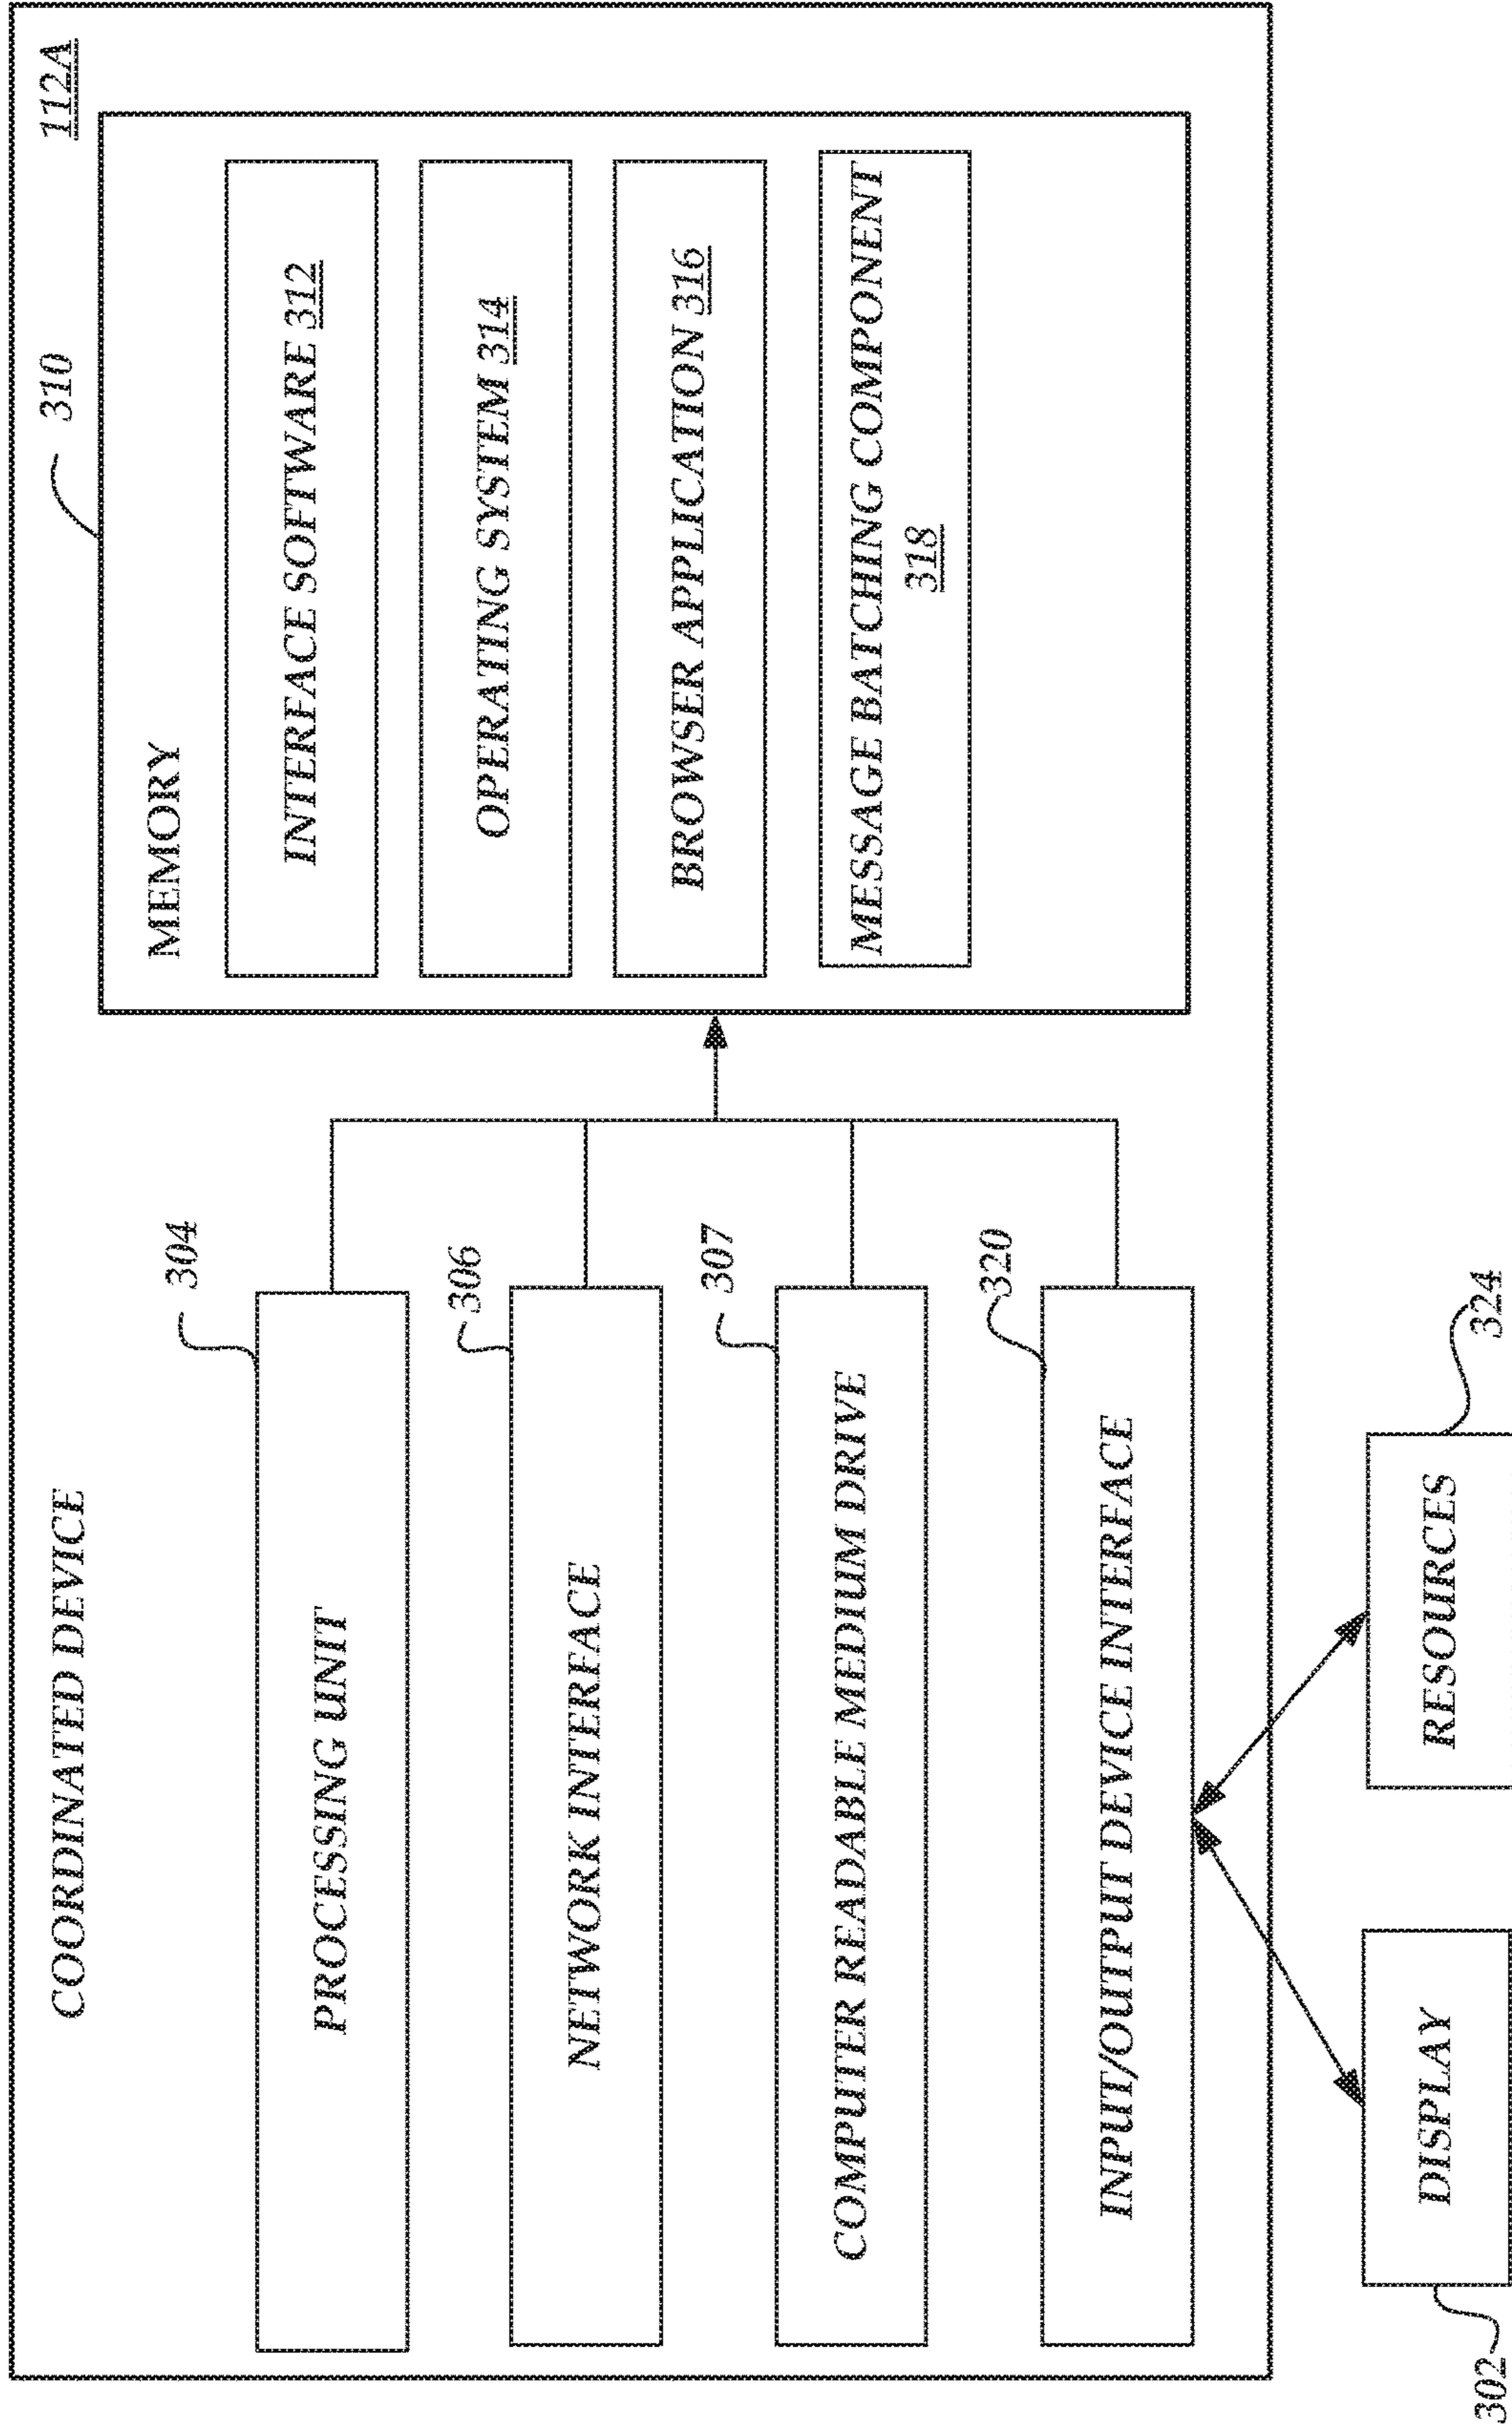 COORDINATED DEVICE
112A
304
PROCESSING UNIT
306
NETWORK INTERFACE
307
COMPUTER READABLE MEDIUM DRIVE
320
INPUT/OUTPUT DEVICE INTERFACE
310
MEMORY
INTERFACE SOFTWARE 312
OPERATING SYSTEM 314
BROWSER APPLICATION 316
MESSAGE BATCHING COMPONENT
318
302
DISPLAY
RESOURCES
324